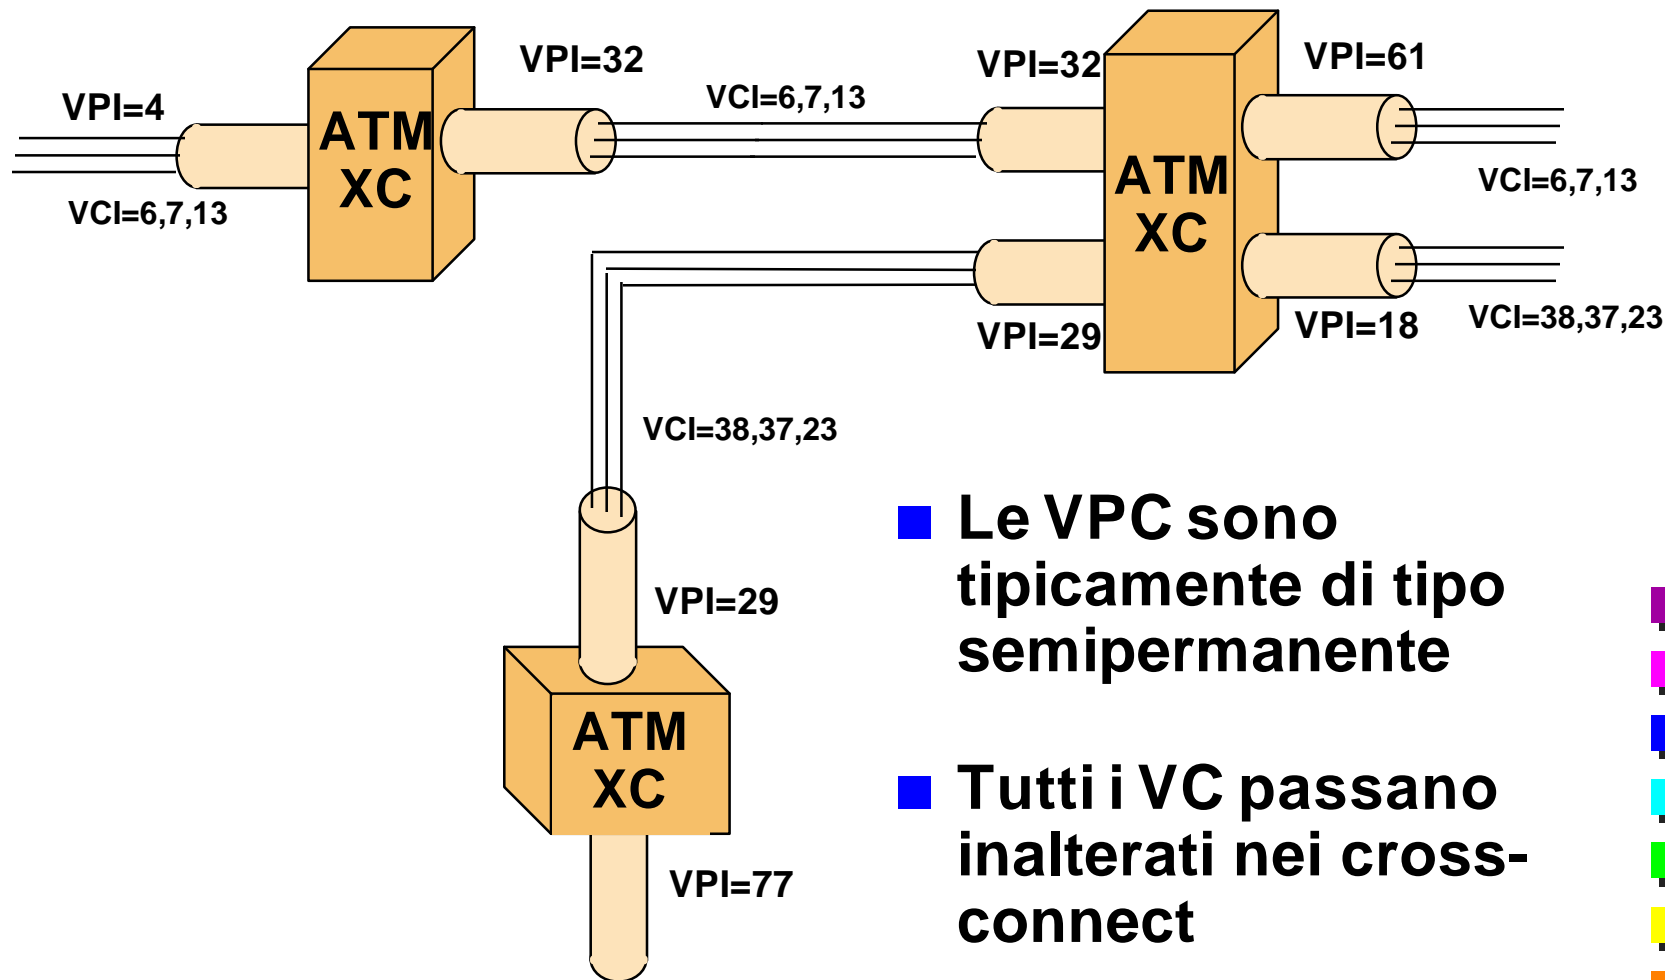 VPI=4
VCI=6,7,13
ATM
XC
VPI=32
VCI=6,7,13
VPI=32
VPI=29
ATM
XC
VPI=61
VCI=6,7,13
VPI=18
VCI=38,37,23
VCI=38,37,23
VPI=29
ATM
XC
VPI=77
Le VPC sono
tipicamente di tipo
semipermanente
Tutti i VC passano
inalterati nei cross-
connect